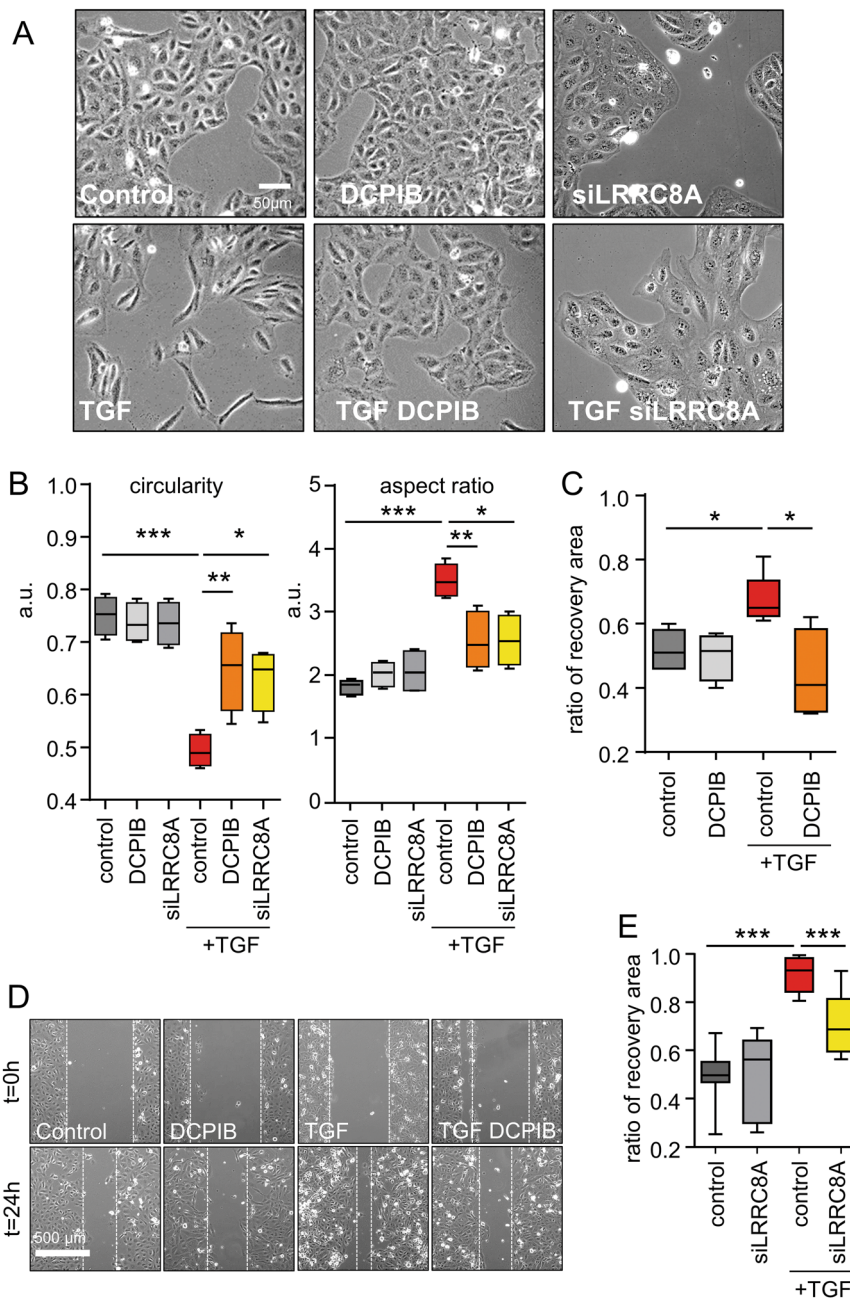 A
Control
50µm
DCPIB
siLRRC8A
TGF
TGF DCPIB
TGF siLRRC8A
B
circularity
a.u.
1.0
0.9
0.8
0.7
0.6
0.5
0.4
***
*
**
control
DCPIB
siLRRC8A
control
DCPIB
siLRRC8A
+TGF
aspect ratio
a.u.
5
4
3
2
1
0
***
*
**
control
DCPIB
siLRRC8A
control
DCPIB
siLRRC8A
+TGF
C
ratio of recovery area
1.0
0.8
0.6
0.4
0.2
*
*
control
DCPIB
control
DCPIB
+TGF
D
t=0h
Control
DCPIB
TGF
TGF DCPIB
t=24h
500 µm
E
ratio of recovery area
1.0
0.8
0.6
0.4
0.2
***
***
control
siLRRC8A
control
siLRRC8A
+TGF